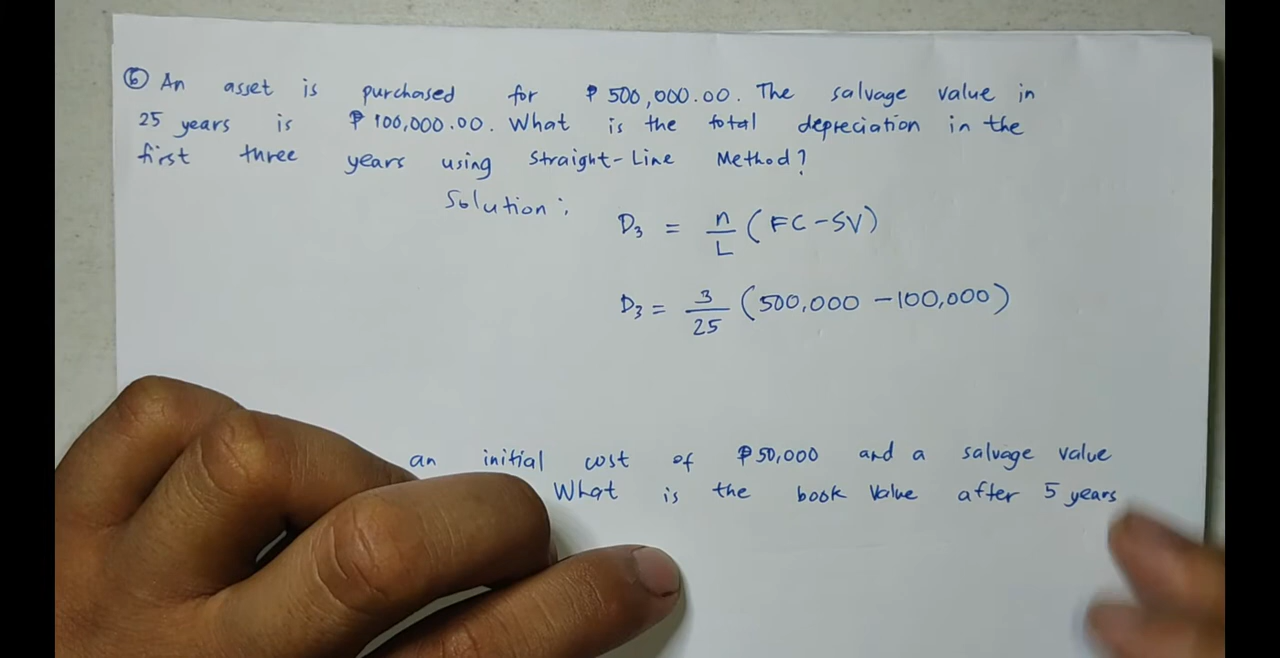 ⑥ An asset is purchased for ₱ 500,000.00. The salvage value in
25 years is ₱ 100,000.00. What is the total depreciation in the
first three years using Straight-Line Method?
Solution:
D₃ = n/L (FC - SV)
D₃ = 3/25 (500,000 - 100,000)
an initial cost of ₱50,000 and a salvage value
What is the book value after 5 years